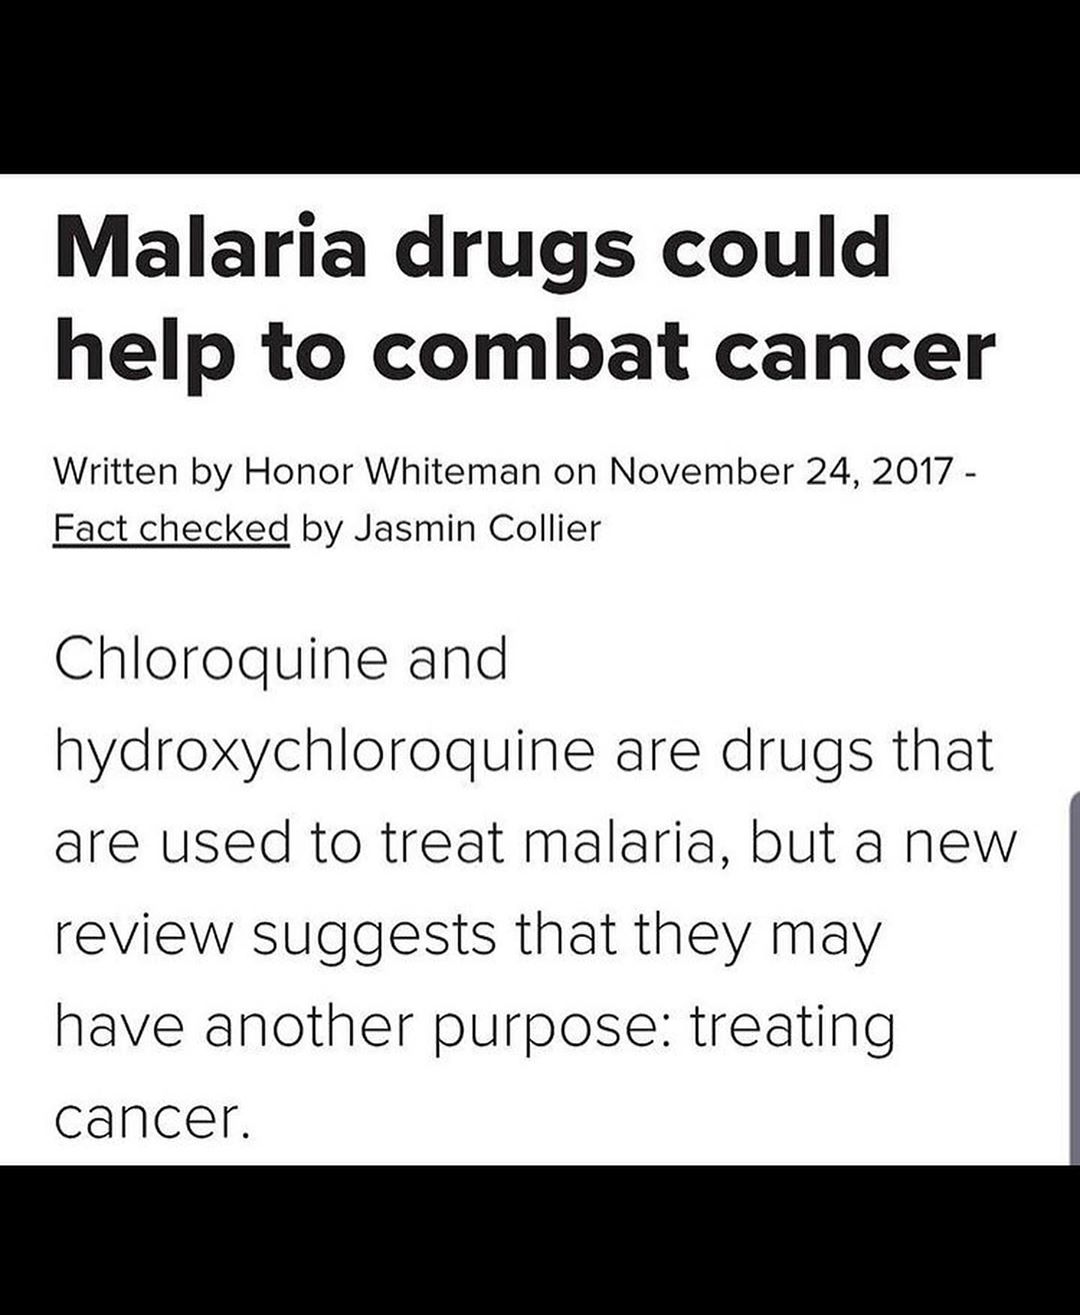 Malaria drugs could
help to combat cancer
Written by Honor Whiteman on November 24, 2017 -
Fact checked by Jasmin Collier
Chloroquine and
hydroxychloroquine are drugs that
are used to treat malaria, but a new
review suggests that they may
have another purpose: treating
cancer.